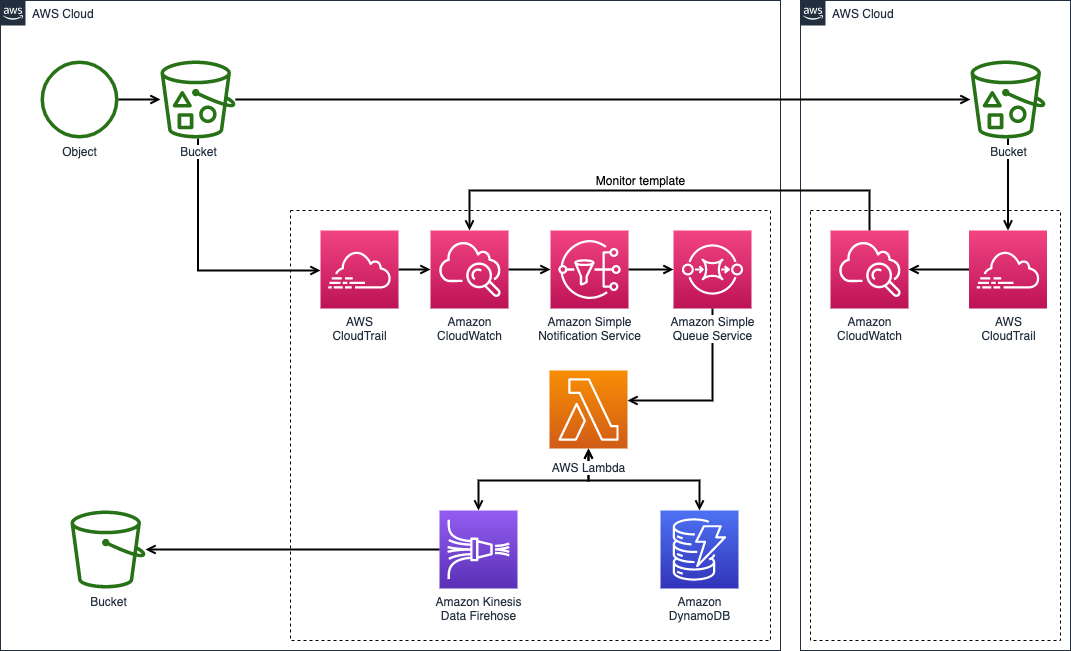 aws
AWS Cloud
aws
AWS Cloud
Object
Bucket
Bucket
Monitor template
AWS
CloudTrail
Amazon
CloudWatch
Amazon Simple
Notification Service
Amazon Simple
Queue Service
Amazon
CloudWatch
AWS
CloudTrail
AWS Lambda
Bucket
Amazon Kinesis
Data Firehose
Amazon
DynamoDB